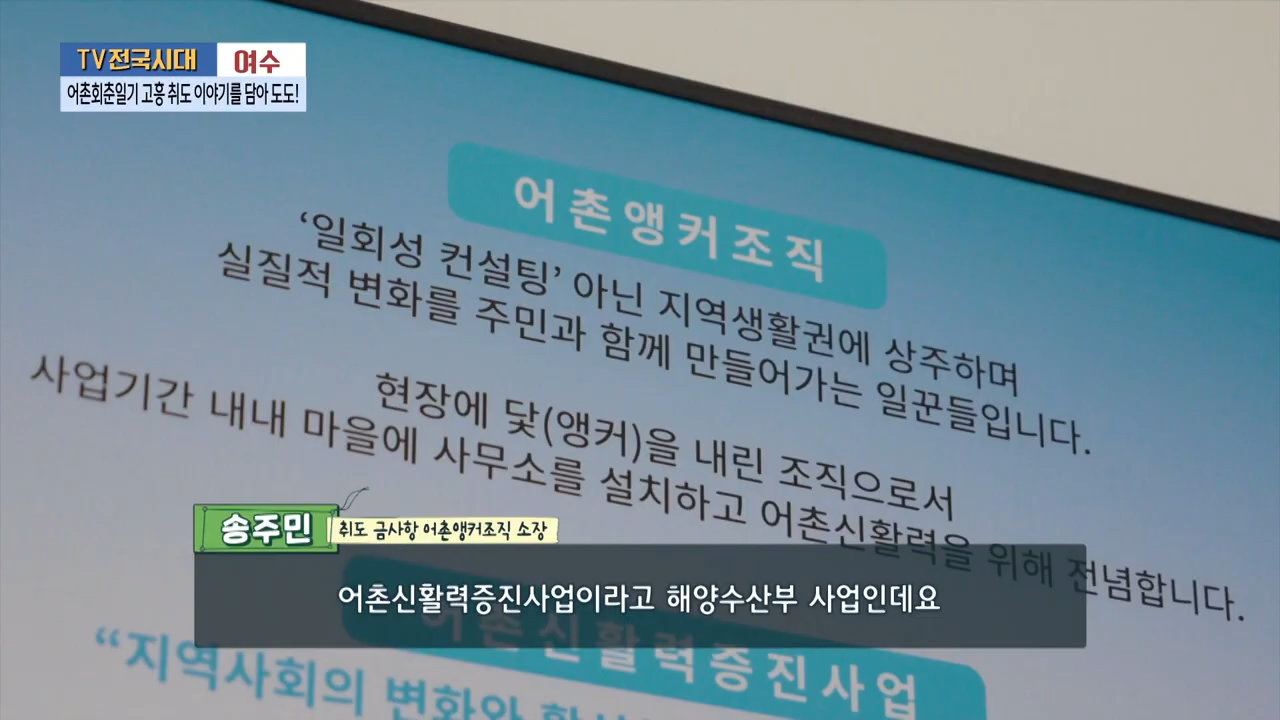 TV전국시대 여수
어촌회춘일기 고흥 취도 이야기를 담아 도도!
어촌앵커조직
‘일회성 컨설팅’ 아닌 지역생활권에 상주하며
실질적 변화를 주민과 함께 만들어가는 일꾼들입니다.
현장에 닻(앵커)을 내린 조직으로서
사업기간 내내 마을에 사무소를 설치하고 어촌신활력을 위해 전념합니다.
송주민 취도 금사항 어촌앵커조직 소장
어촌신활력증진사업이라고 해양수산부 사업인데요
어촌신활력증진사업
“지역사회의 변화와